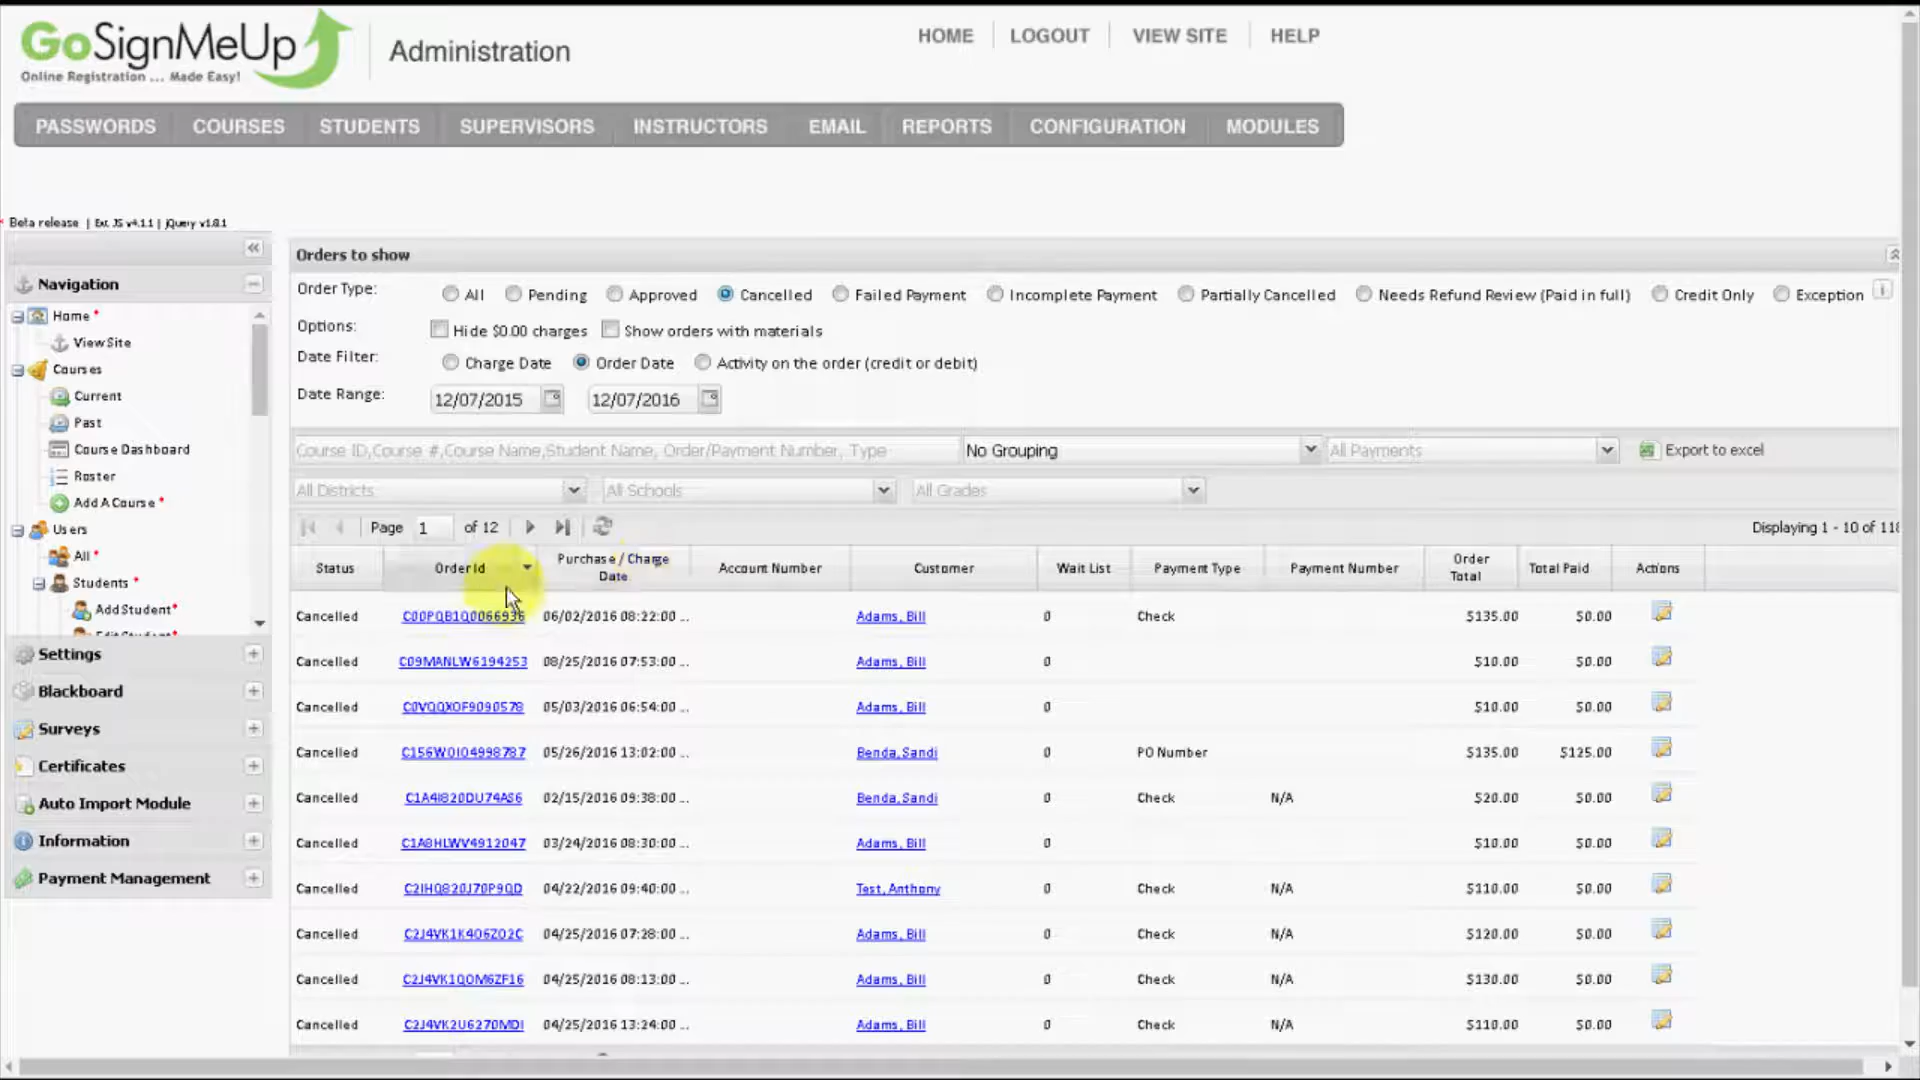 GoSignMeUp
Online Registration ... Made Easy!
Administration
HOME LOGOUT VIEW SITE HELP
PASSWORDS COURSES STUDENTS SUPERVISORS INSTRUCTORS EMAIL REPORTS CONFIGURATION MODULES
* Beta release | Ext JS v4.1.1 | jQuery v1.8.1
Navigation
Home *
View Site
Courses
Current
Past
Course Dashboard
Roster
Add A Course *
Users
All *
Students *
Add Student*
Edit Student*
Settings
Blackboard
Surveys
Certificates
Auto Import Module
Information
Payment Management
Orders to show
Order Type: All Pending Approved Cancelled Failed Payment Incomplete Payment Partially Cancelled Needs Refund Review (Paid in full) Credit Only Exception
Options: Hide $0.00 charges Show orders with materials
Date Filter: Charge Date Order Date Activity on the order (credit or debit)
Date Range: 12/07/2015 12/07/2016
Course ID,Course #,Course Name,Student Name, Order/Payment Number, Type No Grouping All Payments Export to excel
All Districts All Schools All Grades
Page 1 of 12 Displaying 1 - 10 of 118
Status Order Id Purchase / Charge Date Account Number Customer Wait List Payment Type Payment Number Order Total Total Paid Actions
Cancelled C00PQB1Q0066936 06/02/2016 08:22:00 ... Adams, Bill 0 Check $135.00 $0.00
Cancelled C09MANLW6194253 08/25/2016 07:53:00 ... Adams, Bill 0 $10.00 $0.00
Cancelled C0VQQXOF9090578 05/03/2016 06:54:00 ... Adams, Bill 0 $10.00 $0.00
Cancelled C156WOIO4998787 05/26/2016 13:02:00 ... Benda, Sandi 0 PO Number $135.00 $125.00
Cancelled C1A4I820DU74AS6 02/15/2016 09:38:00 ... Benda, Sandi 0 Check N/A $20.00 $0.00
Cancelled C1A8HLWV4912047 03/24/2016 08:30:00 ... Adams, Bill 0 $10.00 $0.00
Cancelled C2IHQ820J70P9QD 04/22/2016 09:40:00 ... Test, Anthony 0 Check N/A $110.00 $0.00
Cancelled C2J4VK1K4O6ZO2C 04/25/2016 07:28:00 ... Adams, Bill 0 Check N/A $120.00 $0.00
Cancelled C2J4VK1QOM6ZF16 04/25/2016 08:13:00 ... Adams, Bill 0 Check N/A $130.00 $0.00
Cancelled C2J4VK2U6270MDI 04/25/2016 13:24:00 ... Adams, Bill 0 Check N/A $110.00 $0.00